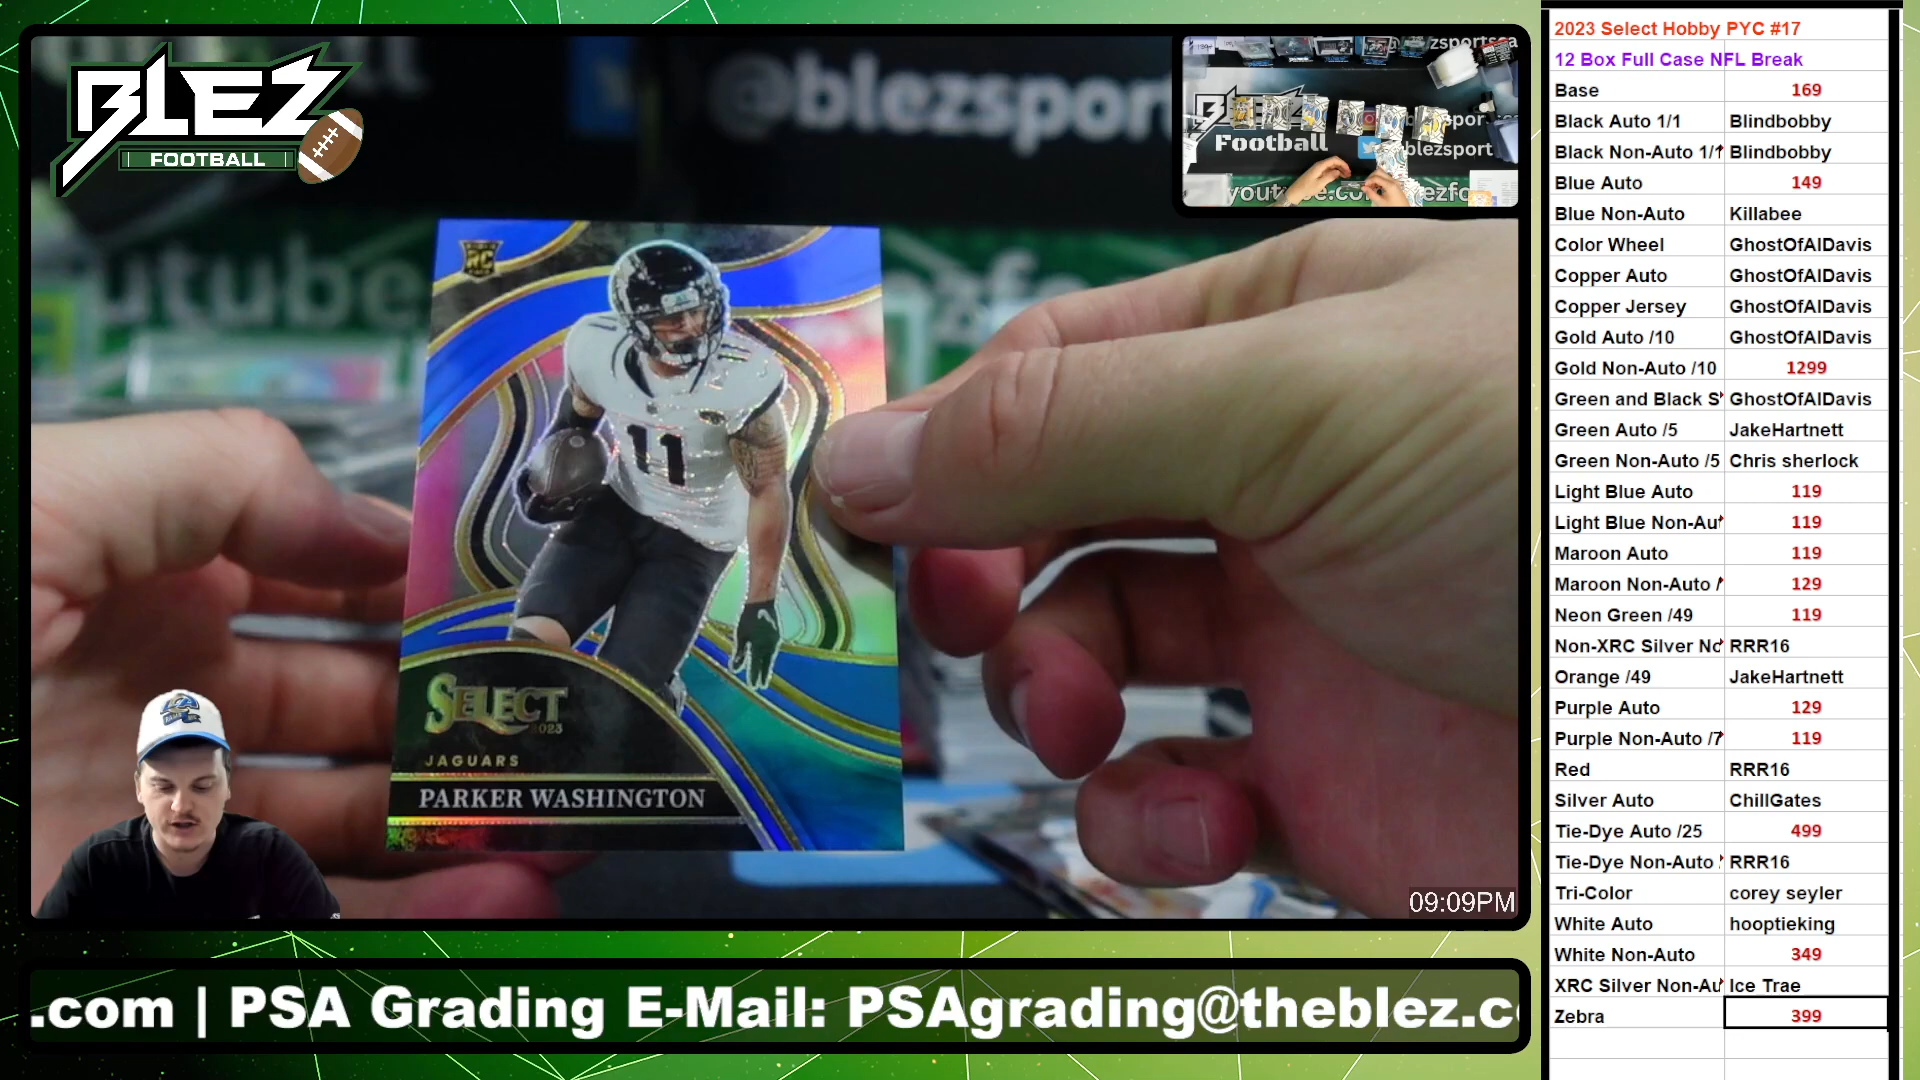 BLEZ
FOOTBALL
@blezspor
utube
ezfo
RC
11
11
SELECT
2023
JAGUARS
PARKER WASHINGTON
Football
blezsport
09:09PM
.com | PSA Grading E-Mail: PSAgrading@theblez.c
2023 Select Hobby PYC #17
12 Box Full Case NFL Break
Base 169
Black Auto 1/1 Blindbobby
Black Non-Auto 1/1 Blindbobby
Blue Auto 149
Blue Non-Auto Killabee
Color Wheel GhostOfAlDavis
Copper Auto GhostOfAlDavis
Copper Jersey GhostOfAlDavis
Gold Auto /10 GhostOfAlDavis
Gold Non-Auto /10 1299
Green and Black S GhostOfAlDavis
Green Auto /5 JakeHartnett
Green Non-Auto /5 Chris sherlock
Light Blue Auto 119
Light Blue Non-Au 119
Maroon Auto 119
Maroon Non-Auto / 129
Neon Green /49 119
Non-XRC Silver No RRR16
Orange /49 JakeHartnett
Purple Auto 129
Purple Non-Auto /7 119
Red RRR16
Silver Auto ChillGates
Tie-Dye Auto /25 499
Tie-Dye Non-Auto RRR16
Tri-Color corey seyler
White Auto hooptieking
White Non-Auto 349
XRC Silver Non-Au Ice Trae
Zebra 399